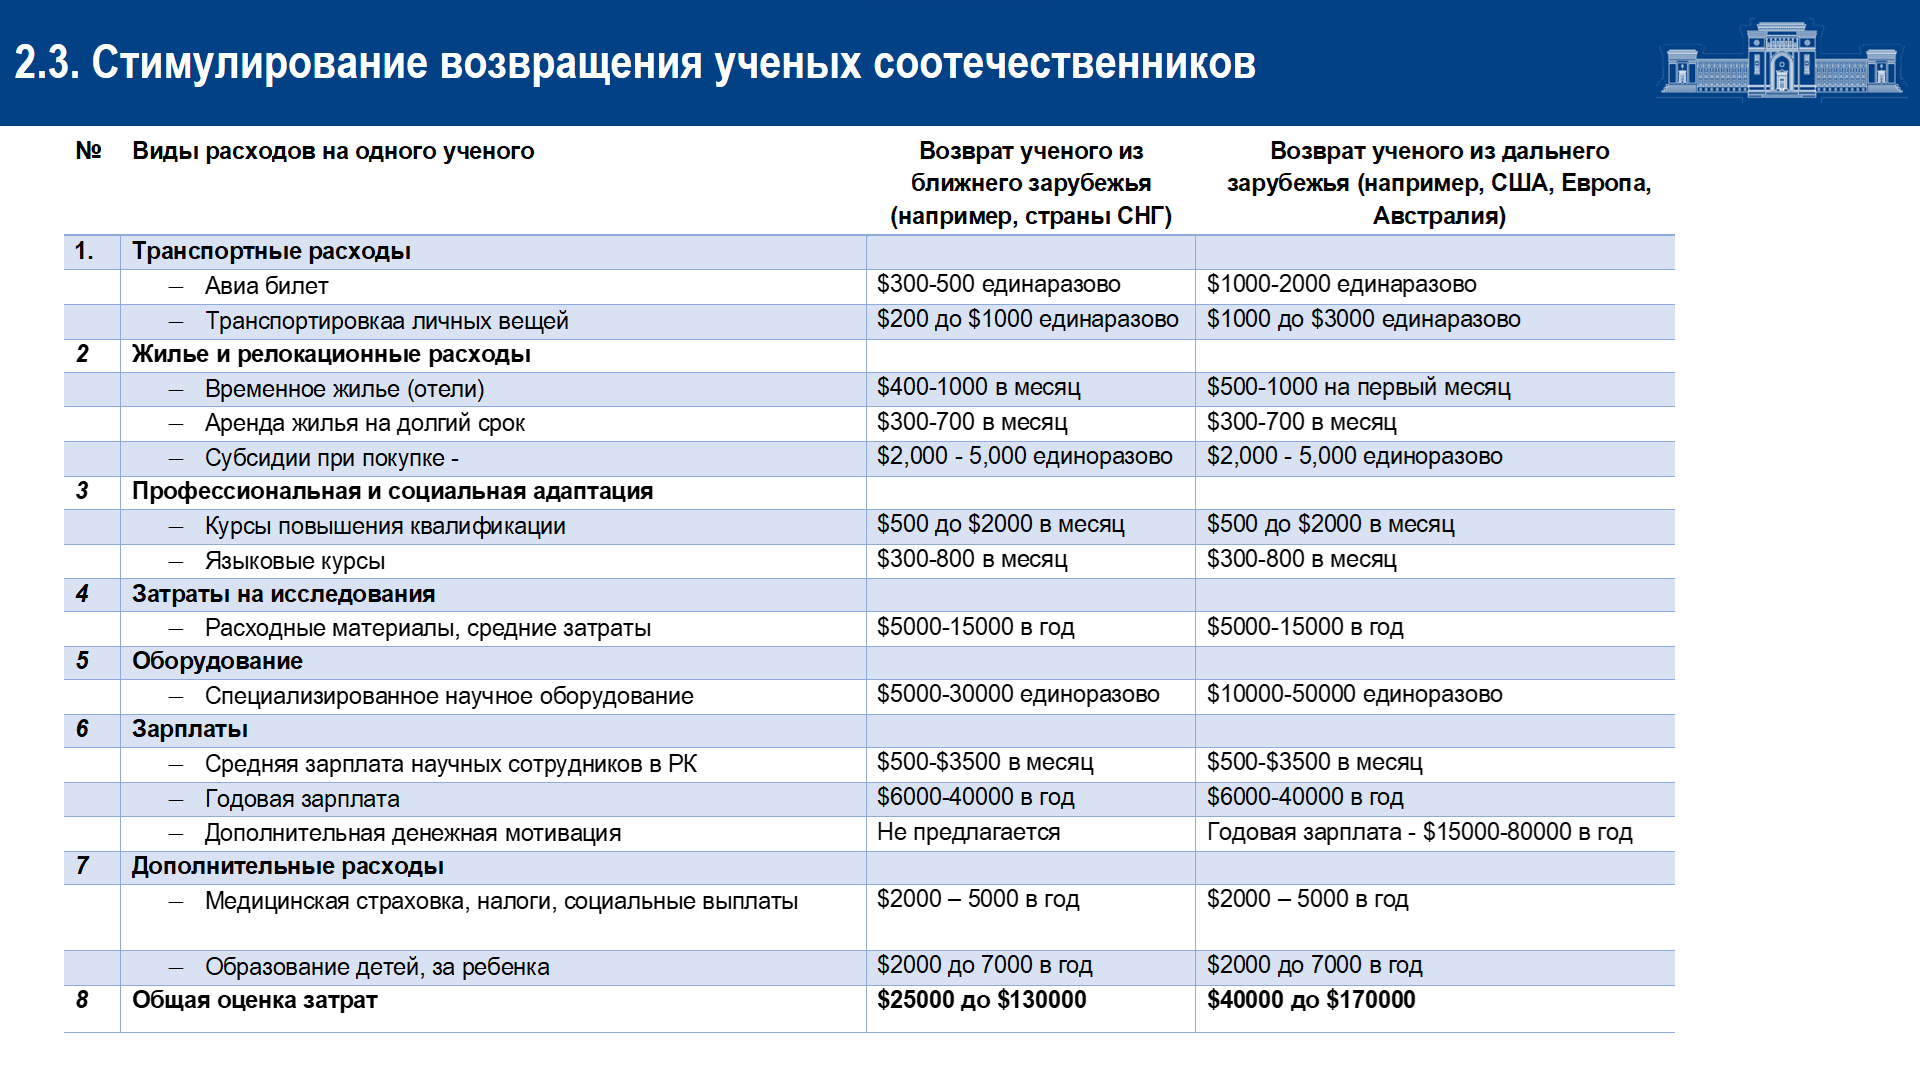 2.3. Стимулирование возвращения ученых соотечественников
№ Виды расходов на одного ученого Возврат ученого из ближнего зарубежья (например, страны СНГ) Возврат ученого из дальнего зарубежья (например, США, Европа, Австралия)
1. Транспортные расходы
– Авиа билет $300-500 единаразово $1000-2000 единаразово
– Транспортировкаа личных вещей $200 до $1000 единаразово $1000 до $3000 единаразово
2 Жилье и релокационные расходы
– Временное жилье (отели) $400-1000 в месяц $500-1000 на первый месяц
– Аренда жилья на долгий срок $300-700 в месяц $300-700 в месяц
– Субсидии при покупке - $2,000 - 5,000 единоразово $2,000 - 5,000 единоразово
3 Профессиональная и социальная адаптация
– Курсы повышения квалификации $500 до $2000 в месяц $500 до $2000 в месяц
– Языковые курсы $300-800 в месяц $300-800 в месяц
4 Затраты на исследования
– Расходные материалы, средние затраты $5000-15000 в год $5000-15000 в год
5 Оборудование
– Специализированное научное оборудование $5000-30000 единоразово $10000-50000 единоразово
6 Зарплаты
– Средняя зарплата научных сотрудников в РК $500-$3500 в месяц $500-$3500 в месяц
– Годовая зарплата $6000-40000 в год $6000-40000 в год
– Дополнительная денежная мотивация Не предлагается Годовая зарплата - $15000-80000 в год
7 Дополнительные расходы
– Медицинская страховка, налоги, социальные выплаты $2000 – 5000 в год $2000 – 5000 в год
– Образование детей, за ребенка $2000 до 7000 в год $2000 до 7000 в год
8 Общая оценка затрат $25000 до $130000 $40000 до $170000